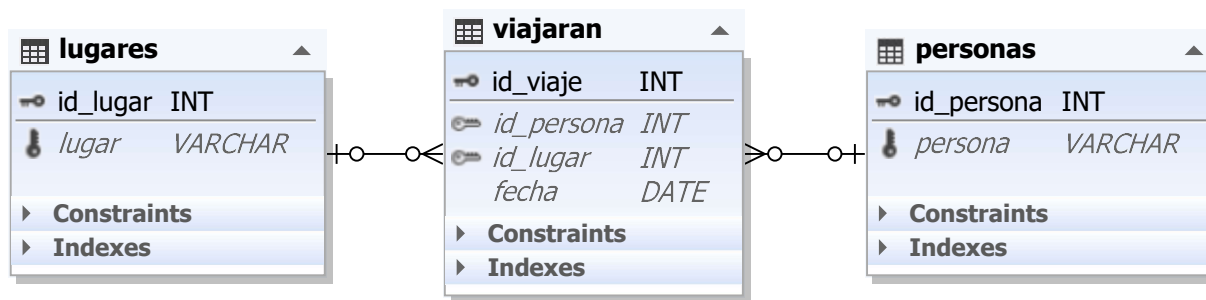 lugares
id_lugar INT
lugar VARCHAR
Constraints
Indexes
viajaran
id_viaje INT
id_persona INT
id_lugar INT
fecha DATE
Constraints
Indexes
personas
id_persona INT
persona VARCHAR
Constraints
Indexes